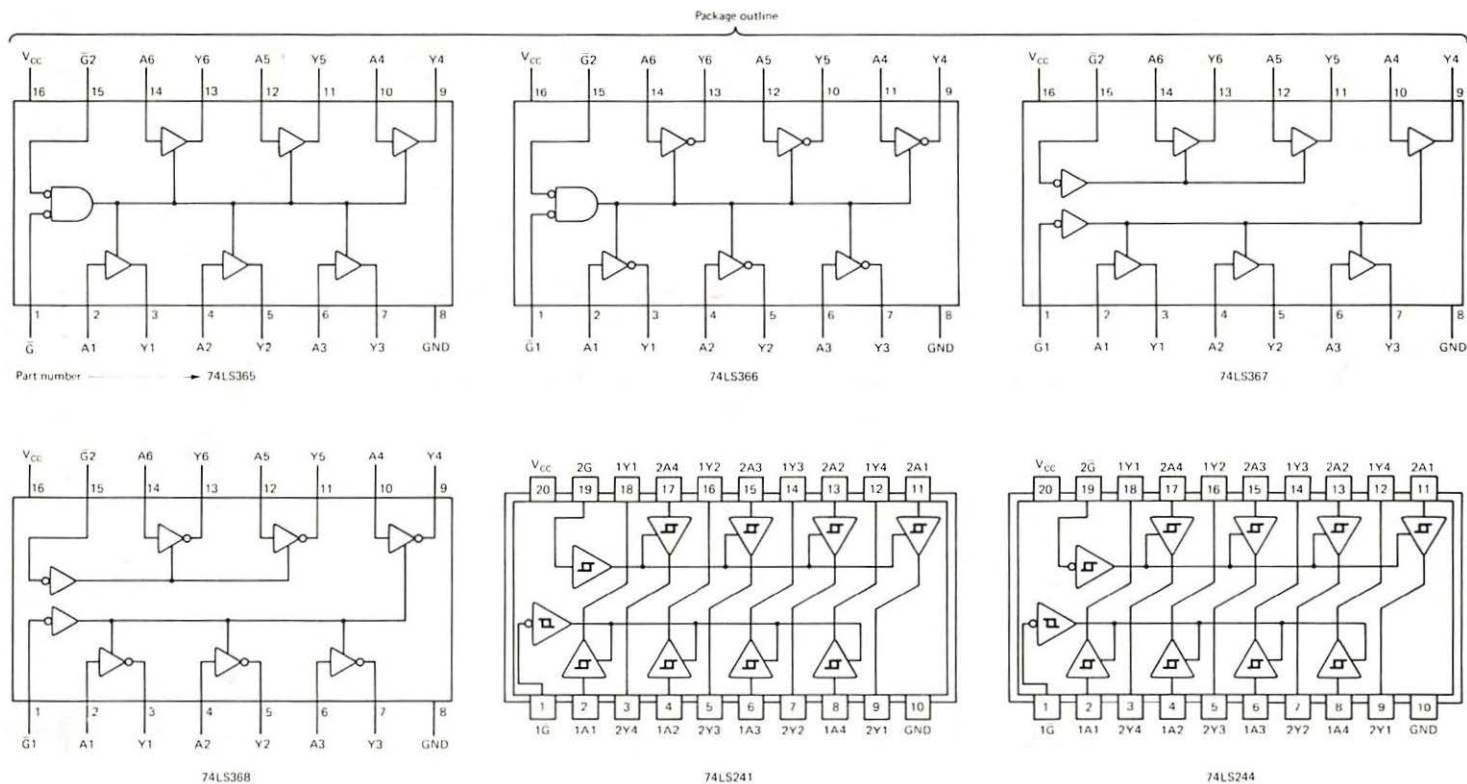 Package outline
VCC G̅2 A6 Y6 A5 Y5 A4 Y4
16 15 14 13 12 11 10 9
1 2 3 4 5 6 7 8
G̅ A1 Y1 A2 Y2 A3 Y3 GND
Part number 74LS365
VCC G̅2 A6 Y6 A5 Y5 A4 Y4
16 15 14 13 12 10 11 9
1 2 3 4 5 6 7 8
G̅1 A1 Y1 A2 Y2 A3 Y3 GND
74LS366
VCC G̅2 A6 Y6 A5 Y5 A4 Y4
16 15 14 13 12 11 10 9
1 2 3 4 5 6 7 8
G1 A1 Y1 A2 Y2 A3 Y3 GND
74LS367
VCC G̅2 A6 Y6 A5 Y5 A4 Y4
16 15 14 13 12 11 10 9
1 2 3 4 5 6 7 8
G̅1 A1 Y1 A2 Y2 A3 Y3 GND
74LS368
VCC 2G 1Y1 2A4 1Y2 2A3 1Y3 2A2 1Y4 2A1
20 19 18 17 16 15 14 13 12 11
1 2 3 4 5 6 7 8 9 10
1G̅ 1A1 2Y4 1A2 2Y3 1A3 2Y2 1A4 2Y1 GND
74LS241
VCC 2G̅ 1Y1 2A4 1Y2 2A3 1Y3 2A2 1Y4 2A1
20 19 18 17 16 15 14 13 12 11
1 2 3 4 5 6 7 8 9 10
1G̅ 1A1 2Y4 1A2 2Y3 1A3 2Y2 1A4 2Y1 GND
74LS244